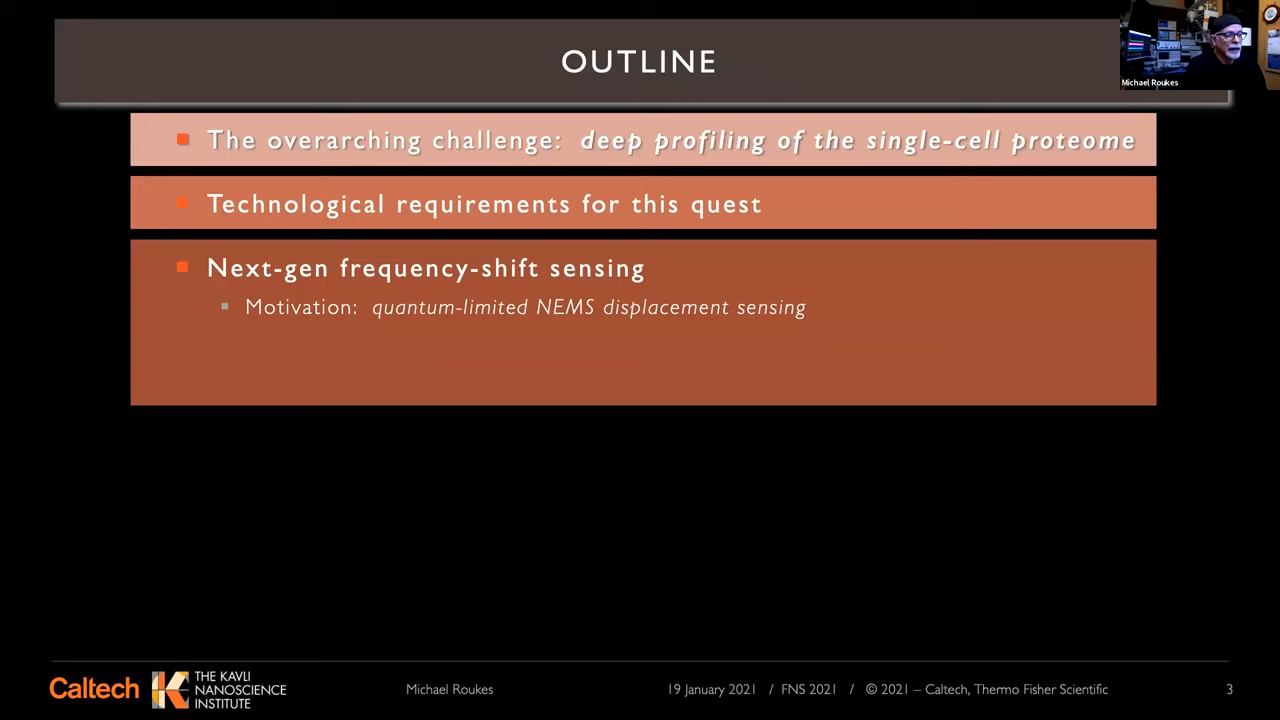 OUTLINE
Michael Roukes
The overarching challenge: deep profiling of the single-cell proteome
Technological requirements for this quest
Next-gen frequency-shift sensing
Motivation: quantum-limited NEMS displacement sensing
Caltech
THE KAVLI
NANOSCIENCE
INSTITUTE
Michael Roukes
19 January 2021 / FNS 2021 / © 2021 – Caltech, Thermo Fisher Scientific
3